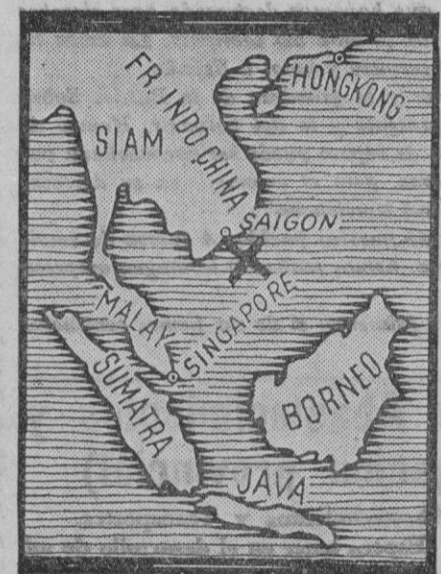 HONGKONG
FR. INDO CHINA
SIAM
SAIGON
MALAY
SINGAPORE
SUMATRA
BORNEO
JAVA